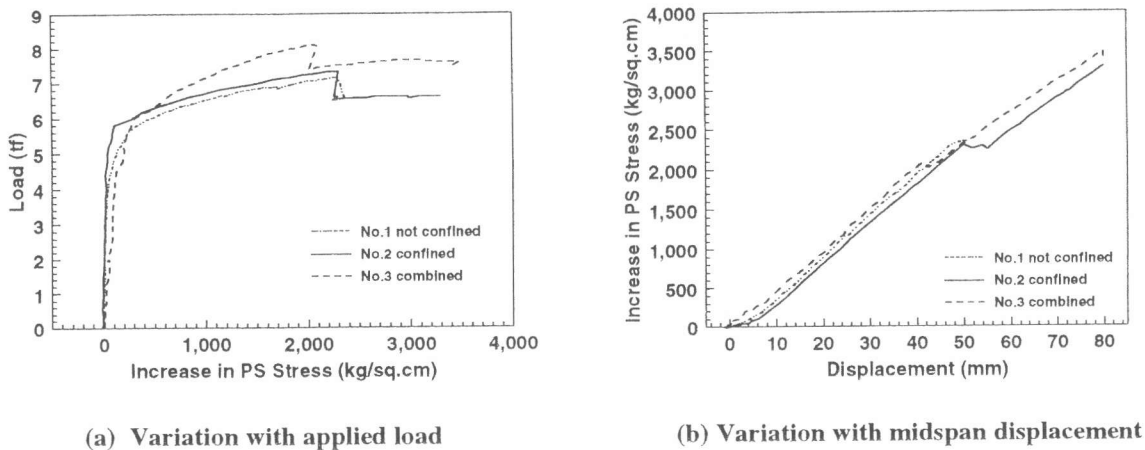 9
8
7
6
5
4
3
2
1
0
Load (tf)
No.1 not confined
No.2 confined
No.3 combined
0 1,000 2,000 3,000 4,000
Increase in PS Stress (kg/sq.cm)
(a) Variation with applied load
4,000
3,500
3,000
2,500
2,000
1,500
1,000
500
0
Increase in PS Stress (kg/sq.cm)
No.1 not confined
No.2 confined
No.3 combined
0 10 20 30 40 50 60 70 80
Displacement (mm)
(b) Variation with midspan displacement